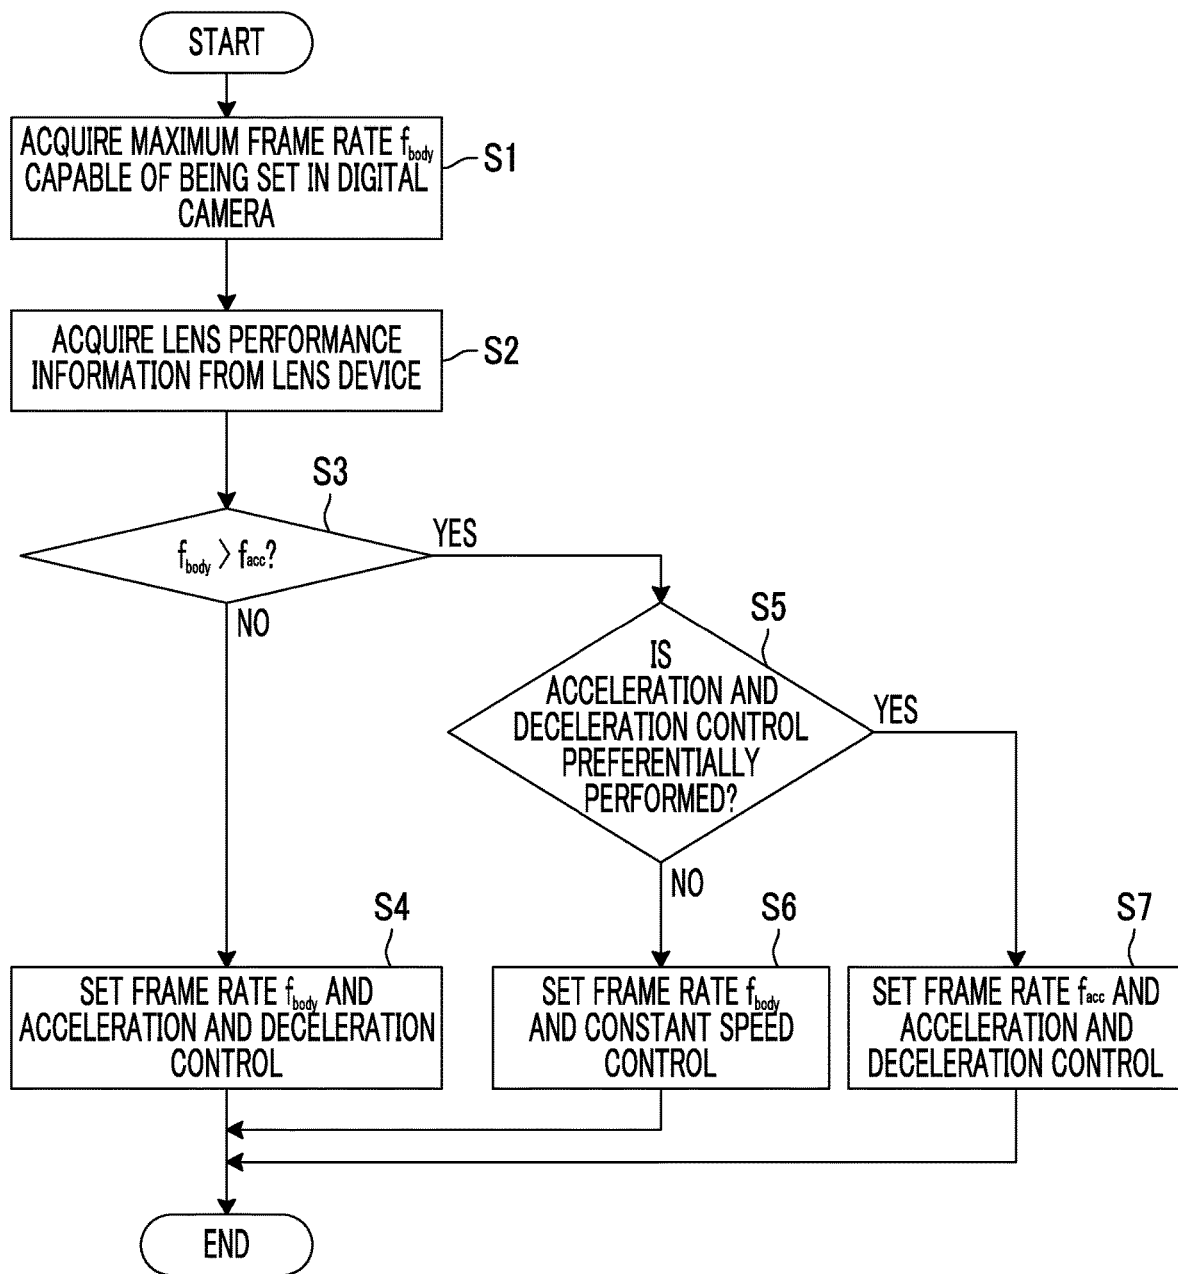 START
ACQUIRE MAXIMUM FRAME RATE fbody
CAPABLE OF BEING SET IN DIGITAL
CAMERA
S1
ACQUIRE LENS PERFORMANCE
INFORMATION FROM LENS DEVICE
S2
S3
fbody > facc?
YES
NO
S5
IS
ACCELERATION AND
DECELERATION CONTROL
PREFERENTIALLY
PERFORMED?
YES
NO
S4
SET FRAME RATE fbody AND
ACCELERATION AND DECELERATION
CONTROL
S6
SET FRAME RATE fbody
AND CONSTANT SPEED
CONTROL
S7
SET FRAME RATE facc AND
ACCELERATION AND
DECELERATION CONTROL
END